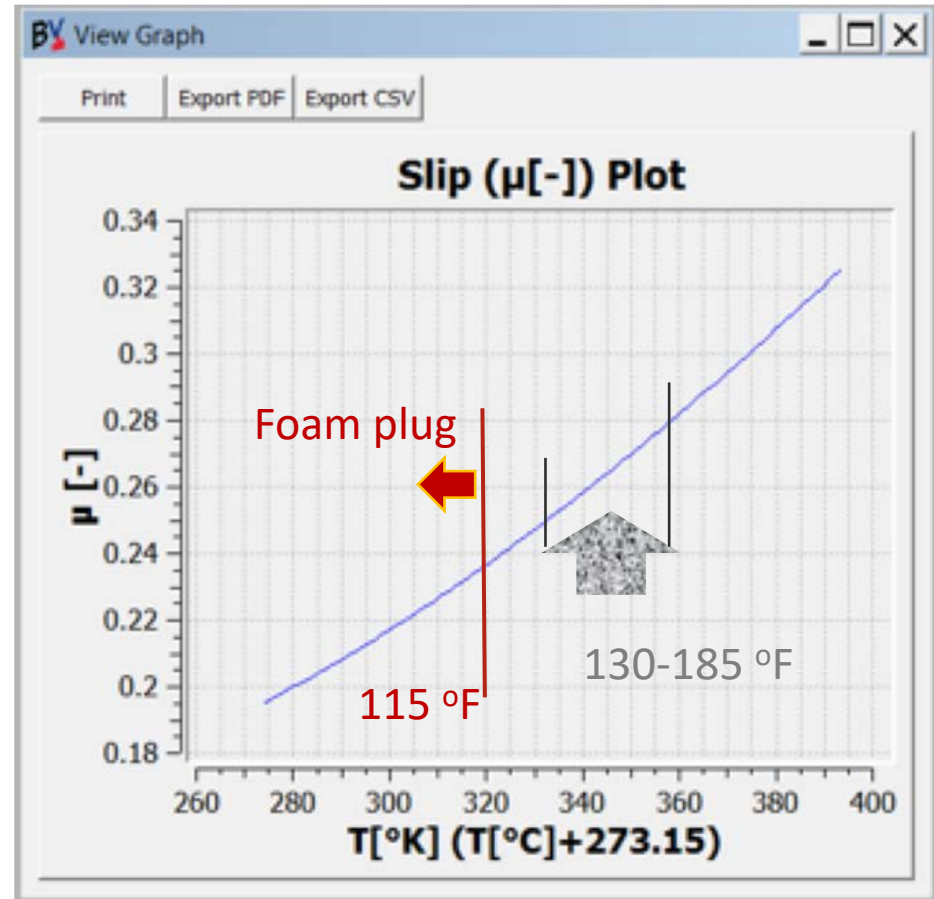 BV View Graph
Print Export PDF Export CSV
Slip (μ[-]) Plot
0.34
0.32
0.3
0.28
0.26
0.24
0.22
0.2
0.18
μ [-]
Foam plug
115 ºF
130-185 ºF
260 280 300 320 340 360 380 400
T[°K] (T[°C]+273.15)